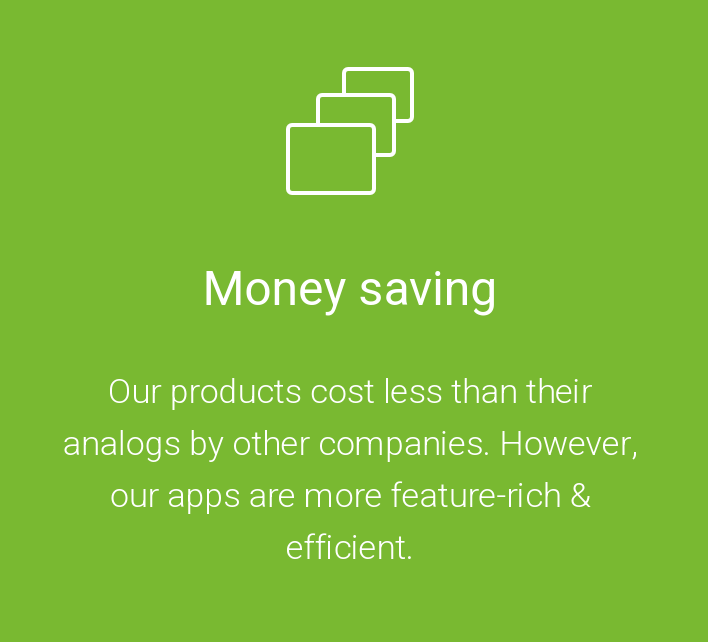 Money saving
Our products cost less than their
analogs by other companies. However,
our apps are more feature-rich &
efficient.